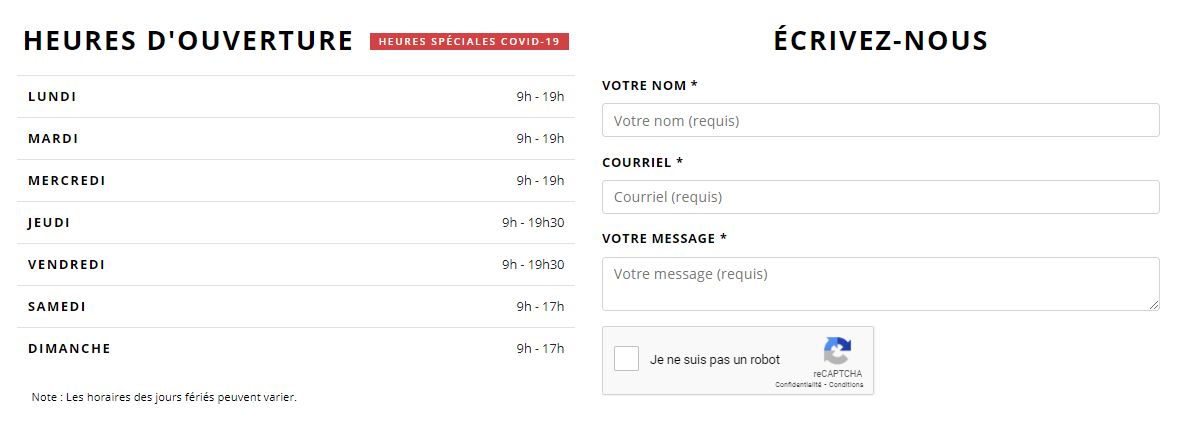 HEURES D'OUVERTURE HEURES SPÉCIALES COVID-19
LUNDI 9h - 19h
MARDI 9h - 19h
MERCREDI 9h - 19h
JEUDI 9h - 19h30
VENDREDI 9h - 19h30
SAMEDI 9h - 17h
DIMANCHE 9h - 17h
Note : Les horaires des jours fériés peuvent varier.
ÉCRIVEZ-NOUS
VOTRE NOM *
Votre nom (requis)
COURRIEL *
Courriel (requis)
VOTRE MESSAGE *
Votre message (requis)
Je ne suis pas un robot
reCAPTCHA
Confidentialité - Conditions